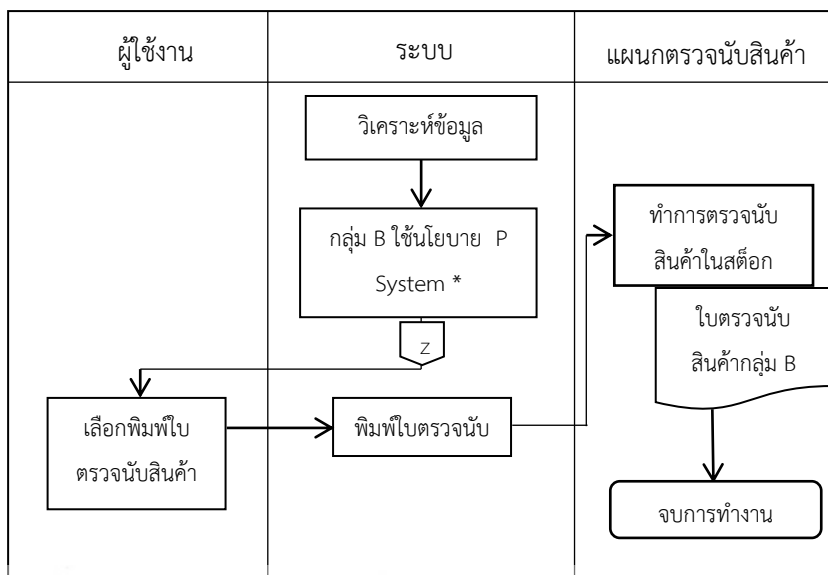 ผู้ใช้งาน
ระบบ
แผนกตรวจนับสินค้า
วิเคราะห์ข้อมูล
กลุ่ม B ใช้นโยบาย P
System *
Z
เลือกพิมพ์ใบ
ตรวจนับสินค้า
พิมพ์ใบตรวจนับ
ทำการตรวจนับ
สินค้าในสต็อก
ใบตรวจนับ
สินค้ากลุ่ม B
จบการทำงาน